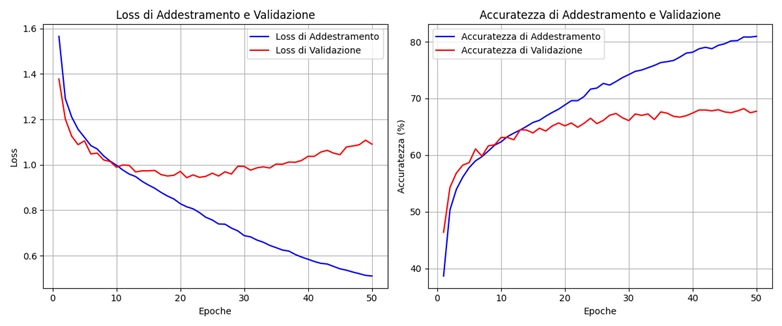 Loss di Addestramento e Validazione
Loss di Addestramento
Loss di Validazione
1.6
1.4
1.2
1.0
0.8
0.6
Loss
0
10
20
30
40
50
Epoche
Accuratezza di Addestramento e Validazione
Accuratezza di Addestramento
Accuratezza di Validazione
80
70
60
50
40
Accuratezza (%)
0
10
20
30
40
50
Epoche